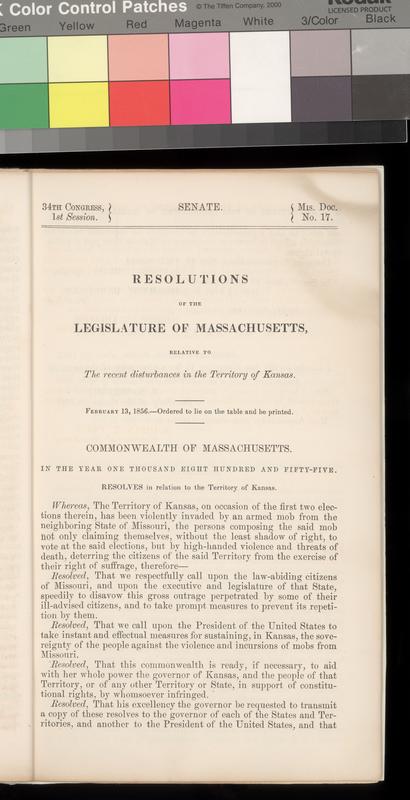 Color Control Patches
© The Tiffen Company, 2000
Kodak
LICENSED PRODUCT
Green Yellow Red Magenta White 3/Color Black
34TH CONGRESS, SENATE. MIS. DOC.
1st Session. No. 17.
RESOLUTIONS
OF THE
LEGISLATURE OF MASSACHUSETTS,
RELATIVE TO
The recent disturbances in the Territory of Kansas.
FEBRUARY 13, 1856.—Ordered to lie on the table and be printed.
COMMONWEALTH OF MASSACHUSETTS.
IN THE YEAR ONE THOUSAND EIGHT HUNDRED AND FIFTY-FIVE.
RESOLVES in relation to the Territory of Kansas.
Whereas, The Territory of Kansas, on occasion of the first two elec-
tions therein, has been violently invaded by an armed mob from the
neighboring State of Missouri, the persons composing the said mob
not only claiming themselves, without the least shadow of right, to
vote at the said elections, but by high-handed violence and threats of
death, deterring the citizens of the said Territory from the exercise of
their right of suffrage, therefore—
Resolved, That we respectfully call upon the law-abiding citizens
of Missouri, and upon the executive and legislature of that State,
speedily to disavow this gross outrage perpetrated by some of their
ill-advised citizens, and to take prompt measures to prevent its repeti-
tion by them.
Resolved, That we call upon the President of the United States to
take instant and effectual measures for sustaining, in Kansas, the sove-
reignty of the people against the violence and incursions of mobs from
Missouri.
Resolved, That this commonwealth is ready, if necessary, to aid
with her whole power the governor of Kansas, and the people of that
Territory, or of any other Territory or State, in support of constitu-
tional rights, by whomsoever infringed.
Resolved, That his excellency the governor be requested to transmit
a copy of these resolves to the governor of each of the States and Ter-
ritories, and another to the President of the United States, and that